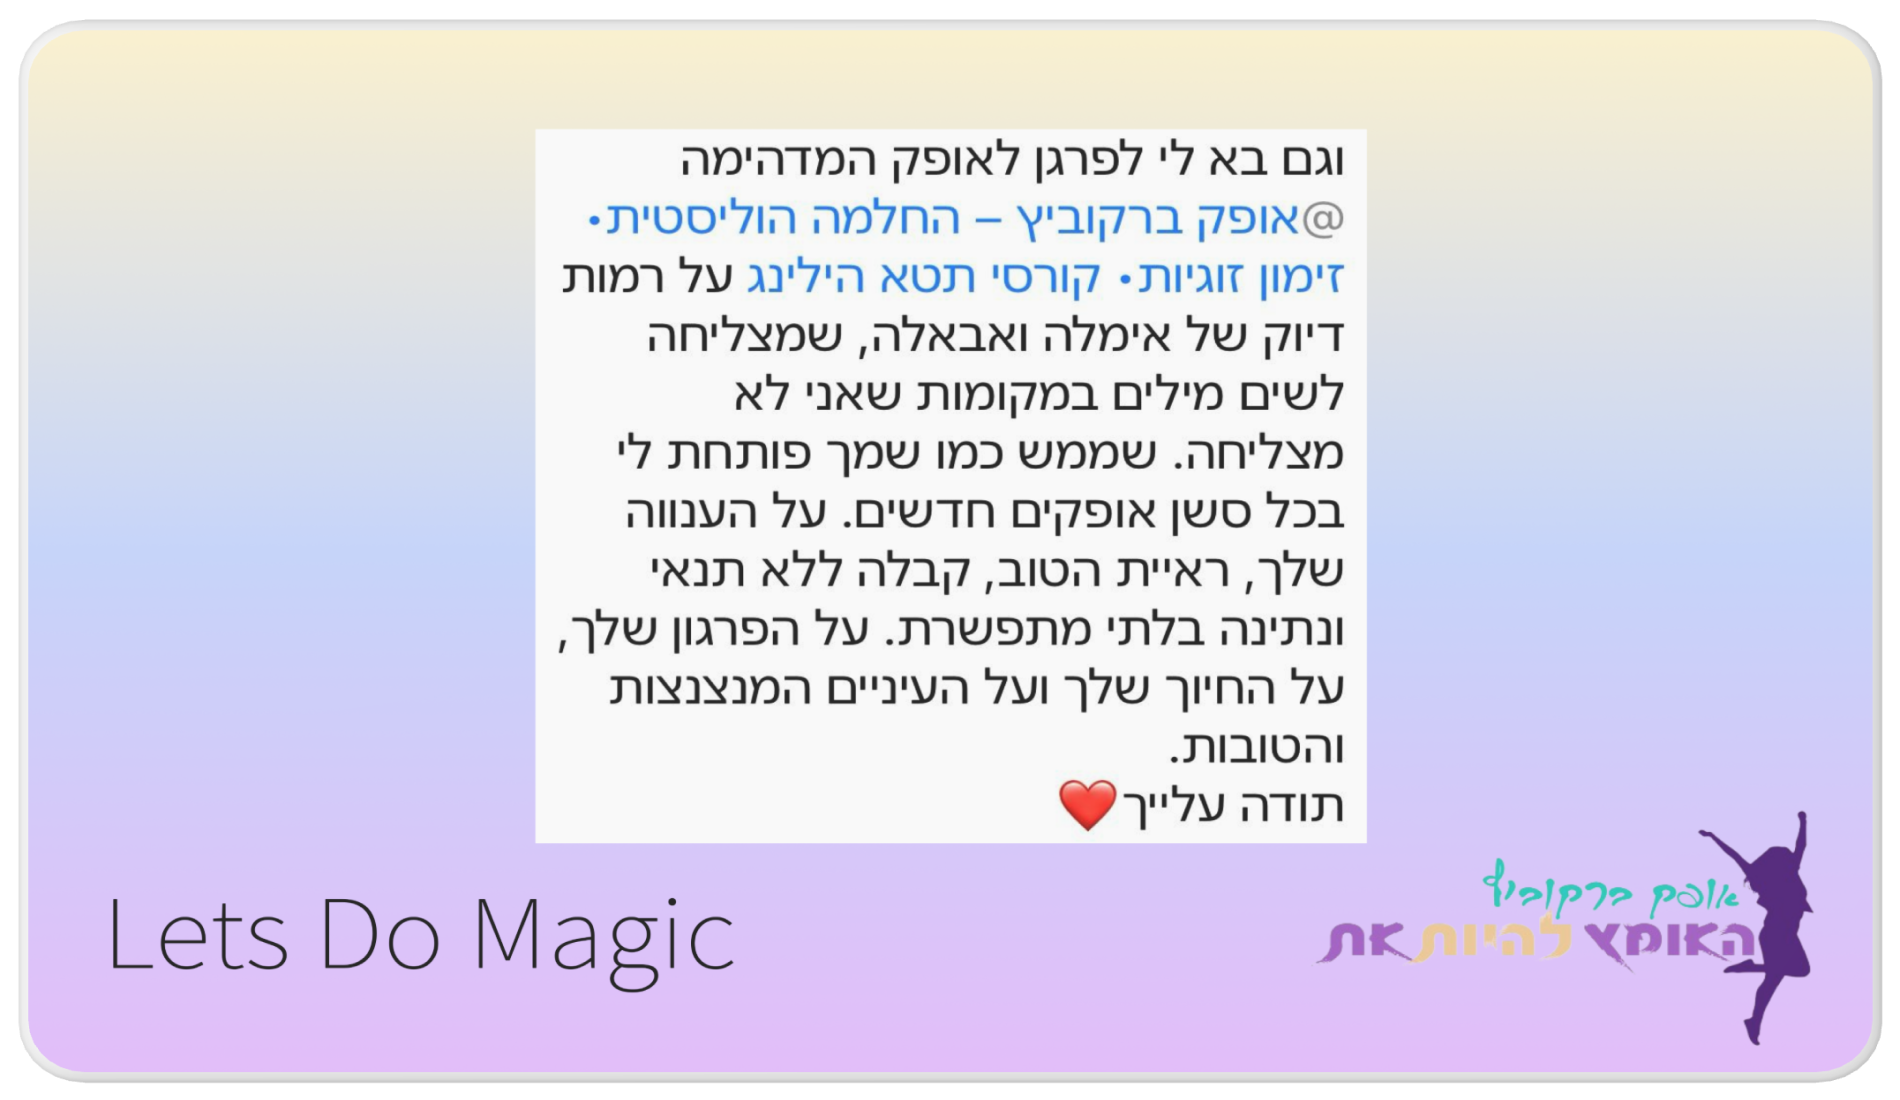 וגם בא לי לפרגן לאופק המדהימה
@אופק ברקוביץ – החלמה הוליסטית•
זימון זוגיות• קורסי תטא הילינג על רמות
דיוק של אימלה ואבאלה, שמצליחה
לשים מילים במקומות שאני לא
מצליחה. שממש כמו שמך פותחת לי
בכל סשן אופקים חדשים. על הענווה
שלך, ראיית הטוב, קבלה ללא תנאי
ונתינה בלתי מתפשרת. על הפרגון שלך,
על החיוך שלך ועל העיניים המנצנצות
והטובות.
תודה עלייך❤️
Lets Do Magic
אופק ברקוביץ
האומץ להיות את